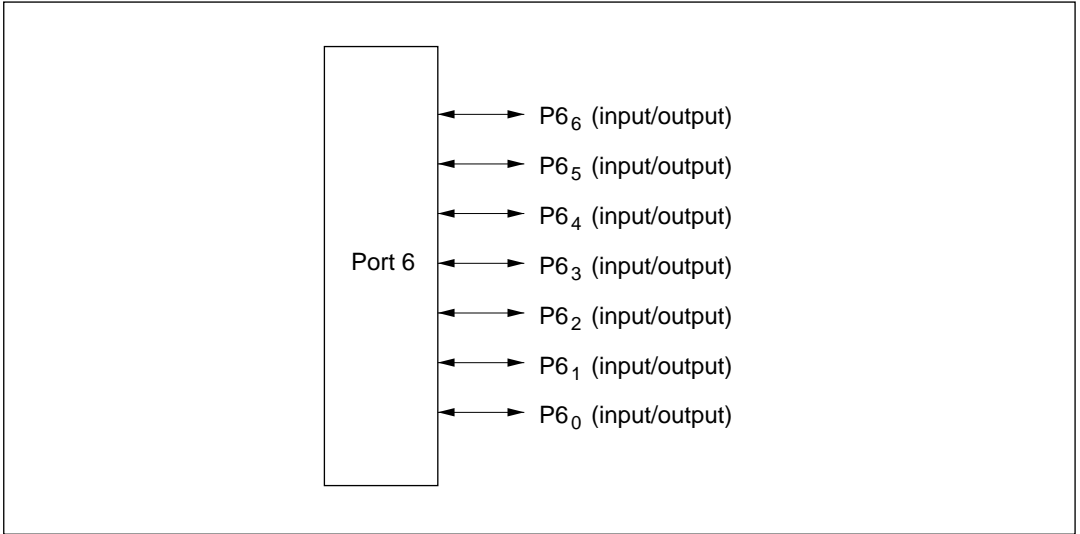 P6₆ (input/output)
P6₅ (input/output)
P6₄ (input/output)
Port 6
P6₃ (input/output)
P6₂ (input/output)
P6₁ (input/output)
P6₀ (input/output)